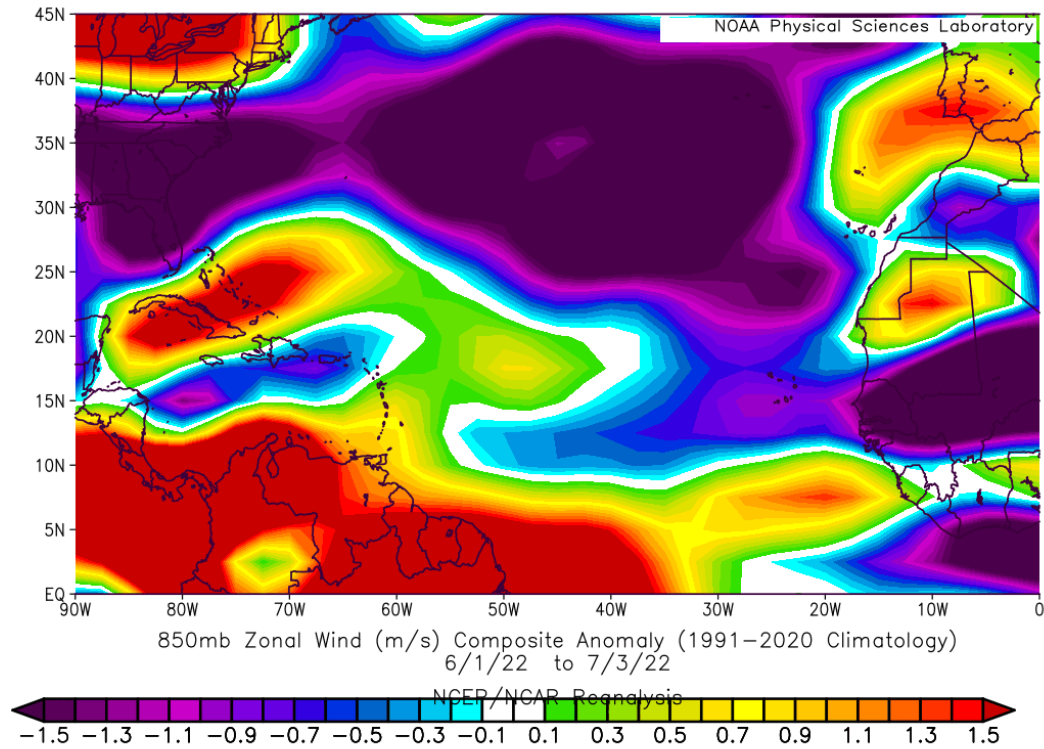 NOAA Physical Sciences Laboratory
45N
40N
35N
30N
25N
20N
15N
10N
5N
EQ
90W 80W 70W 60W 50W 40W 30W 20W 10W 0
850mb Zonal Wind (m/s) Composite Anomaly (1991-2020 Climatology)
6/1/22 to 7/3/22
NCEP/NCAR Reanalysis
-1.5 -1.3 -1.1 -0.9 -0.7 -0.5 -0.3 -0.1 0.1 0.3 0.5 0.7 0.9 1.1 1.3 1.5